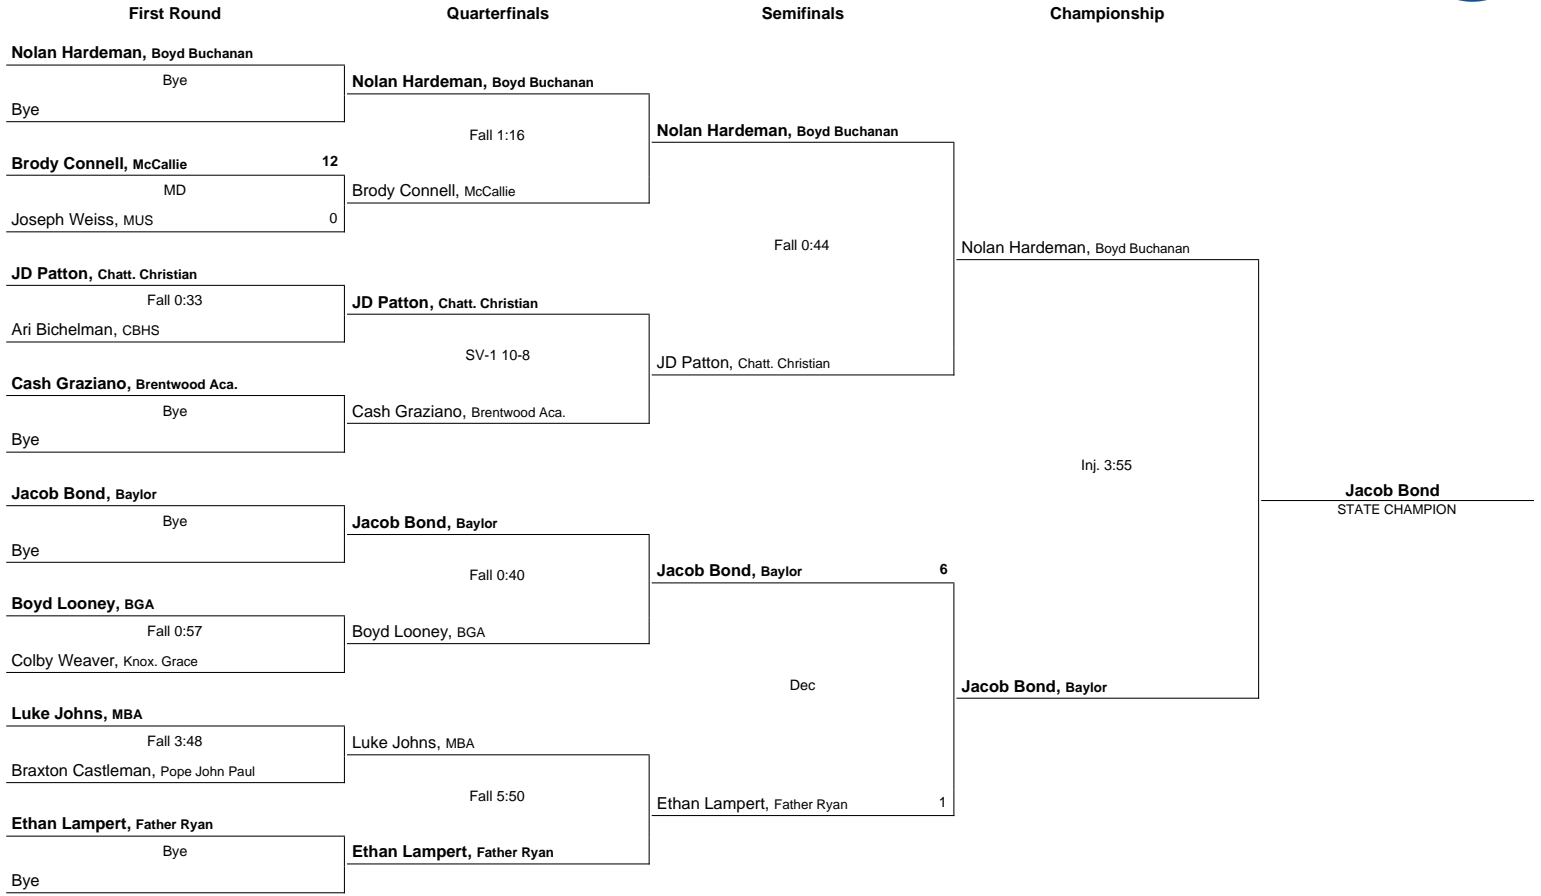 First Round
Quarterfinals
Semifinals
Championship
Nolan Hardeman, Boyd Buchanan
Bye
Bye
Brody Connell, McCallie 12
MD
Joseph Weiss, MUS 0
JD Patton, Chatt. Christian
Fall 0:33
Ari Bichelman, CBHS
Cash Graziano, Brentwood Aca.
Bye
Bye
Jacob Bond, Baylor
Bye
Bye
Boyd Looney, BGA
Fall 0:57
Colby Weaver, Knox. Grace
Luke Johns, MBA
Fall 3:48
Braxton Castleman, Pope John Paul
Ethan Lampert, Father Ryan
Bye
Bye
Nolan Hardeman, Boyd Buchanan
Fall 1:16
Brody Connell, McCallie
JD Patton, Chatt. Christian
SV-1 10-8
Cash Graziano, Brentwood Aca.
Jacob Bond, Baylor
Fall 0:40
Boyd Looney, BGA
Luke Johns, MBA
Fall 5:50
Ethan Lampert, Father Ryan
Nolan Hardeman, Boyd Buchanan
Fall 0:44
JD Patton, Chatt. Christian
Jacob Bond, Baylor 6
Dec
Ethan Lampert, Father Ryan 1
Nolan Hardeman, Boyd Buchanan
Inj. 3:55
Jacob Bond, Baylor
Jacob Bond
STATE CHAMPION